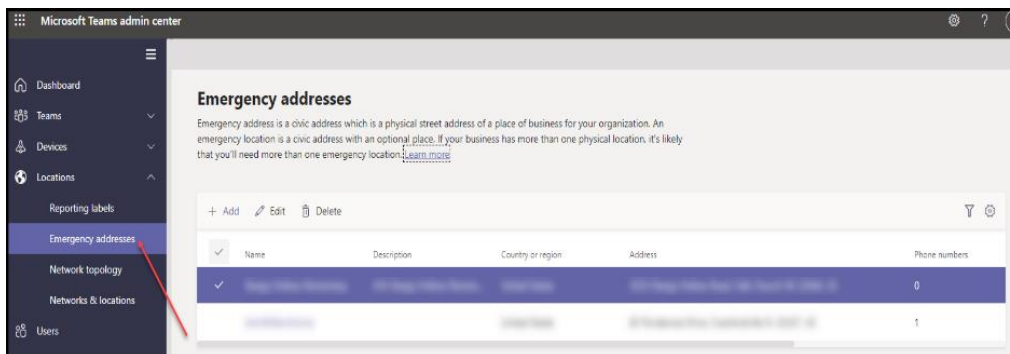 Microsoft Teams admin center
?
Dashboard
Teams
Devices
Locations
Reporting labels
Emergency addresses
Network topology
Networks & locations
Users
Emergency addresses
Emergency address is a civic address which is a physical street address of a place of business for your organization. An
emergency location is a civic address with an optional place. If your business has more than one physical location, it's likely
that you'll need more than one emergency location. Learn more
+ Add Edit Delete
Name Description Country or region Address Phone numbers
0
1